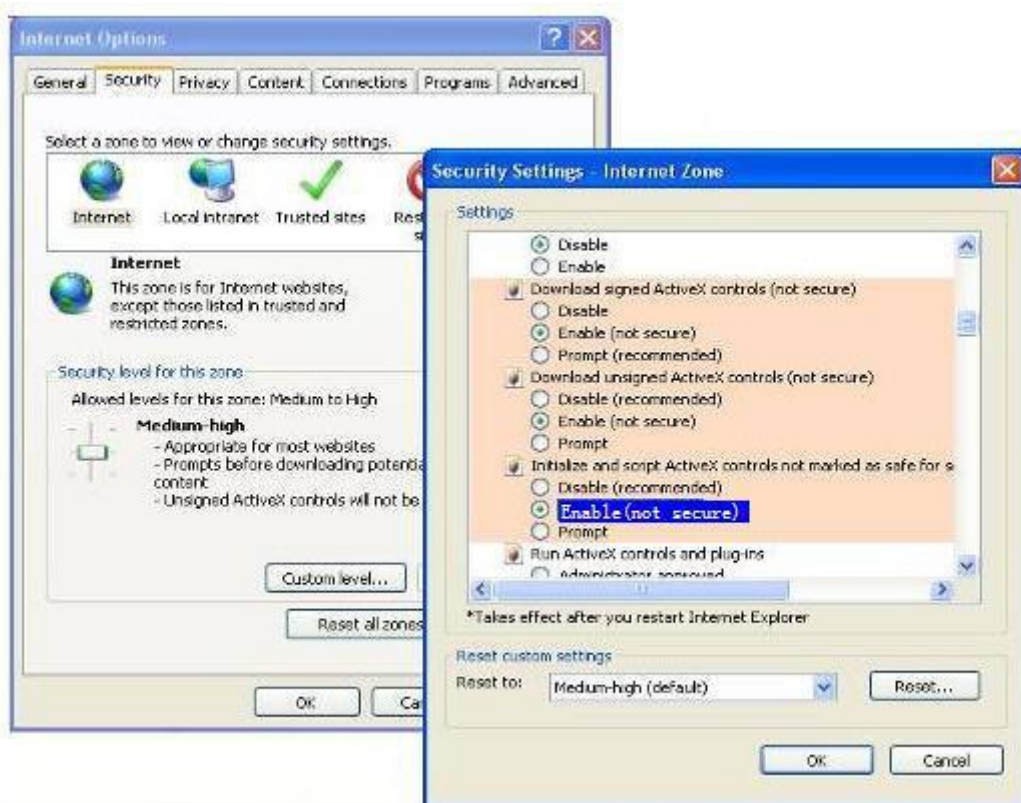 Internet Options
General Security Privacy Content Connections Programs Advanced
Select a zone to view or change security settings.
Internet Local intranet Trusted sites
Internet
This zone is for Internet websites,
except those listed in trusted and
restricted zones.
Security level for this zone
Allowed levels for this zone: Medium to High
Medium-high
- Appropriate for most websites
- Prompts before downloading potentia
content
- Unsigned ActiveX controls will not be
Custom level...
Reset all zones
OK Ca
Security Settings - Internet Zone
Settings
Disable
Enable
Download signed ActiveX controls (not secure)
Disable
Enable (not secure)
Prompt (recommended)
Download unsigned ActiveX controls (not secure)
Disable (recommended)
Enable (not secure)
Prompt
Initialize and script ActiveX controls not marked as safe for s
Disable (recommended)
Enable(not secure)
Prompt
Run ActiveX controls and plug-ins
Administrator approved
*Takes effect after you restart Internet Explorer
Reset custom settings
Reset to: Medium-high (default) Reset...
OK Cancel